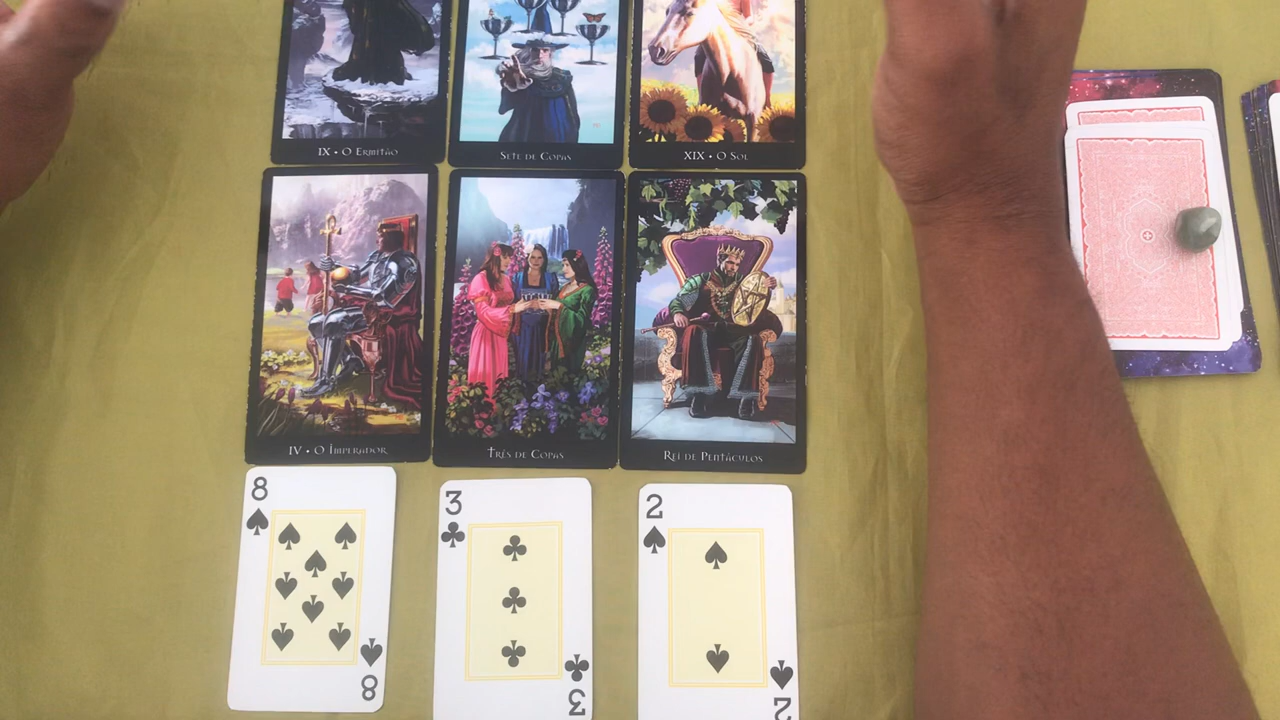 IX • O Ermitão
Sete de Copas
XIX • O Sol
IV • O Imperador
Três de Copas
Rei de Pentáculos
8
3
2
8
3
2